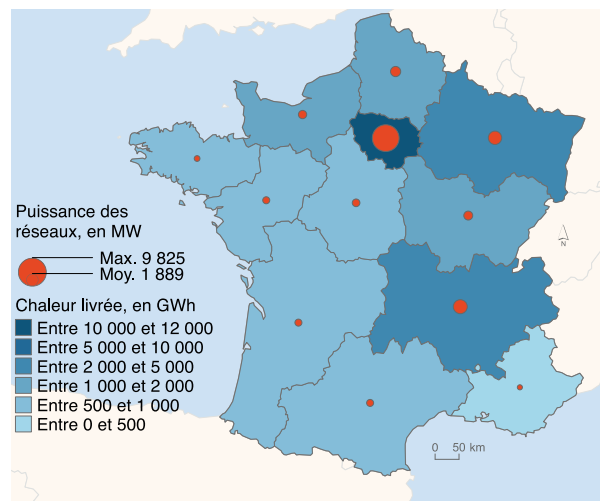 N
Puissance des
réseaux, en MW
Max. 9 825
Moy. 1 889
Chaleur livrée, en GWh
Entre 10 000 et 12 000
Entre 5 000 et 10 000
Entre 2 000 et 5 000
Entre 1 000 et 2 000
Entre 500 et 1 000
Entre 0 et 500
0 50 km